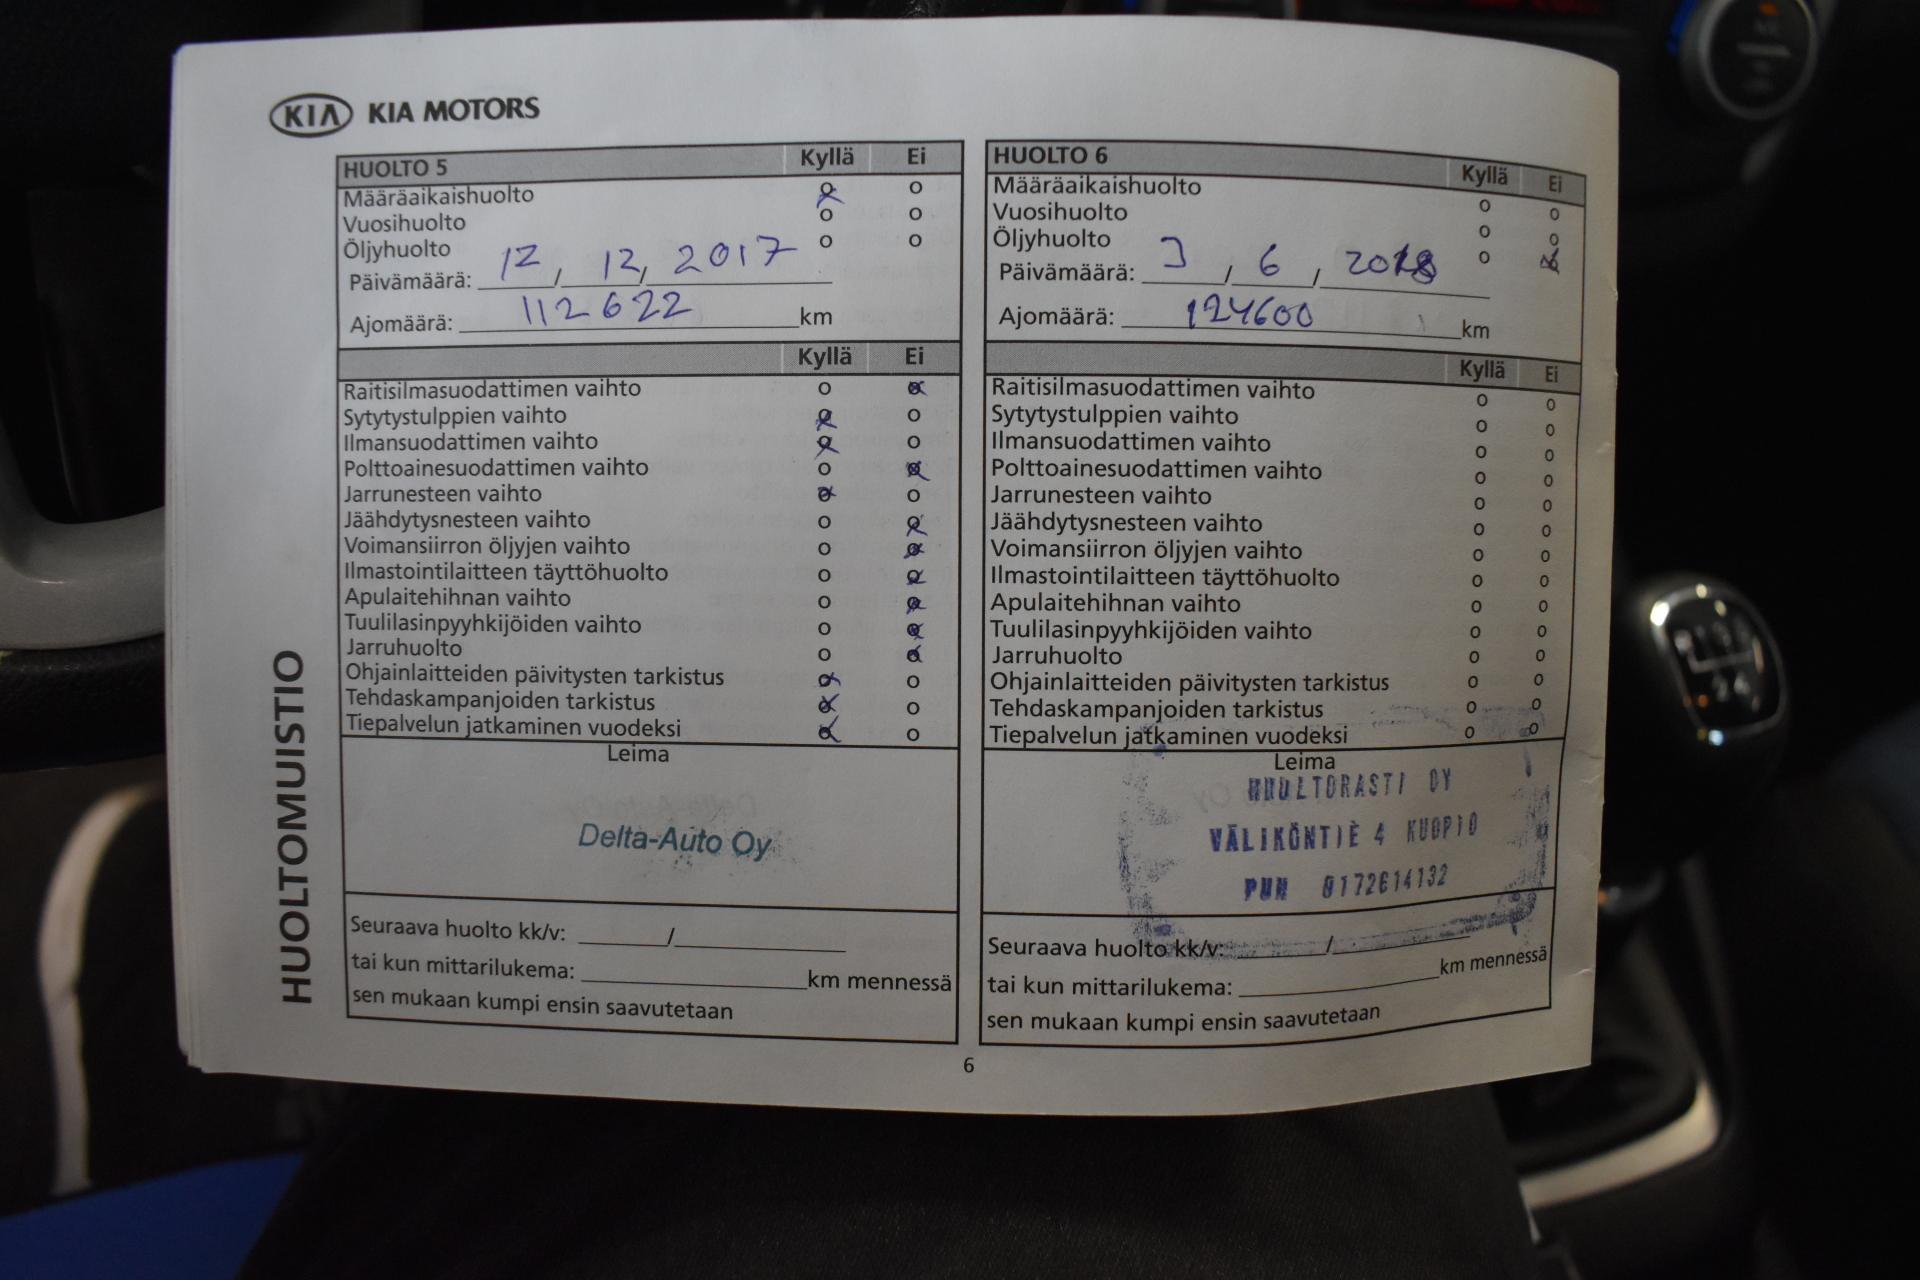 KIA KIA MOTORS
HUOLTO 5 Kyllä Ei
Määräaikaishuolto o o
Vuosihuolto o o
Öljyhuolto o o
Päivämäärä: 12 / 12 / 2017
Ajomäärä: 112622 km
Kyllä Ei
Raitisilmasuodattimen vaihto o o
Sytytystulppien vaihto o o
Ilmansuodattimen vaihto o o
Polttoainesuodattimen vaihto o o
Jarrunesteen vaihto o o
Jäähdytysnesteen vaihto o o
Voimansiirron öljyjen vaihto o o
Ilmastointilaitteen täyttöhuolto o o
Apulaitehihnan vaihto o o
Tuulilasinpyyhkijöiden vaihto o o
Jarruhuolto o o
Ohjainlaitteiden päivitysten tarkistus o o
Tehdaskampanjoiden tarkistus o o
Tiepalvelun jatkaminen vuodeksi o o
Leima
Delta-Auto Oy
Seuraava huolto kk/v: ______/______
tai kun mittarilukema: ______ km mennessä
sen mukaan kumpi ensin saavutetaan
HUOLTO 6 Kyllä Ei
Määräaikaishuolto o o
Vuosihuolto o o
Öljyhuolto o o
Päivämäärä: 3 / 6 / 2018
Ajomäärä: 124600 km
Kyllä Ei
Raitisilmasuodattimen vaihto o o
Sytytystulppien vaihto o o
Ilmansuodattimen vaihto o o
Polttoainesuodattimen vaihto o o
Jarrunesteen vaihto o o
Jäähdytysnesteen vaihto o o
Voimansiirron öljyjen vaihto o o
Ilmastointilaitteen täyttöhuolto o o
Apulaitehihnan vaihto o o
Tuulilasinpyyhkijöiden vaihto o o
Jarruhuolto o o
Ohjainlaitteiden päivitysten tarkistus o o
Tehdaskampanjoiden tarkistus o o
Tiepalvelun jatkaminen vuodeksi o o
Leima
HUOLTORASTI OY
VÄLIKÖNTIE 4 KUOPIO
PUH 0172614132
Seuraava huolto kk/v: ______/______
tai kun mittarilukema: ______ km mennessä
sen mukaan kumpi ensin saavutetaan
HUOLTOMUISTIO
6